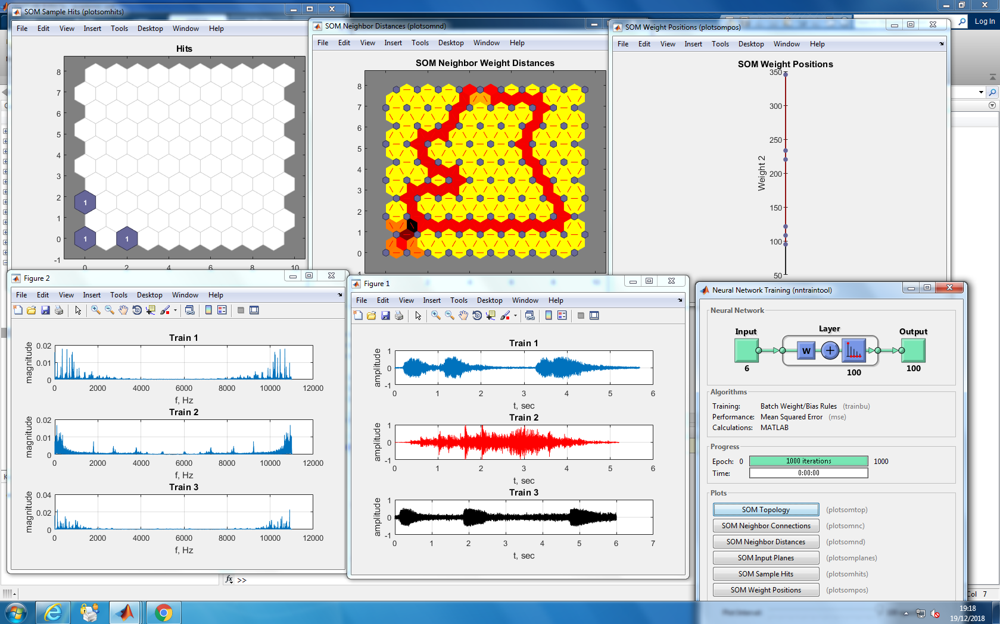 SOM Sample Hits (plotsomhits)
File Edit View Insert Tools Desktop Window Help
Hits
8
7
6
5
4
3
2
1
0
-1
1
1
1
0 2 4 6 8 10
SOM Neighbor Distances (plotsomnd)
File Edit View Insert Tools Desktop Window Help
SOM Neighbor Weight Distances
8
7
6
5
4
3
2
1
0
SOM Weight Positions (plotsompos)
File Edit View Insert Tools Desktop Window Help
SOM Weight Positions
350
300
250
200
150
100
50
Weight 2
Log In
Figure 2
File Edit View Insert Tools Desktop Window Help
Train 1
magnitude
0.02
0.01
0
0 2000 4000 6000 8000 10000 12000
f, Hz
Train 2
magnitude
0.02
0.01
0
0 2000 4000 6000 8000 10000 12000
f, Hz
Train 3
magnitude
0.04
0.02
0
0 2000 4000 6000 8000 10000 12000
f, Hz
Figure 1
File Edit View Insert Tools Desktop Window Help
Train 1
amplitude
1
0
-1
0 1 2 3 4 5 6
t, sec
Train 2
amplitude
1
0
-1
0 1 2 3 4 5 6
t, sec
Train 3
amplitude
1
0
-1
0 1 2 3 4 5 6 7
t, sec
Neural Network Training (nntraintool)
Neural Network
Input Layer Output
W
6 100 100
Algorithms
Training: Batch Weight/Bias Rules (trainbu)
Performance: Mean Squared Error (mse)
Calculations: MATLAB
Progress
Epoch: 0 1000 iterations 1000
Time: 0:00:00
Plots
SOM Topology (plotsomtop)
SOM Neighbor Connections (plotsomnc)
SOM Neighbor Distances (plotsomnd)
SOM Input Planes (plotsomplanes)
SOM Sample Hits (plotsomhits)
SOM Weight Positions (plotsompos)
fx >>
Col 7
19:18
19/12/2018